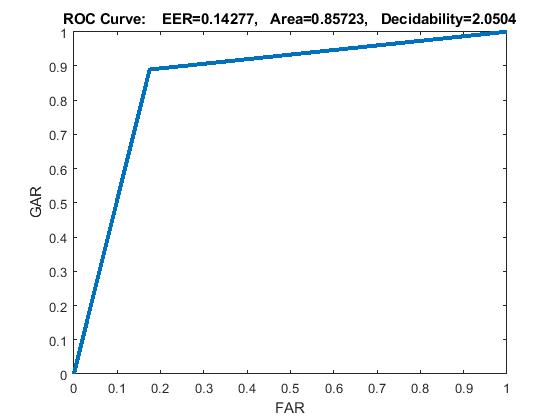 ROC Curve:    EER=0.14277,   Area=0.85723,   Decidability=2.0504
1
0.9
0.8
0.7
0.6
0.5
0.4
0.3
0.2
0.1
0
GAR
0 0.1 0.2 0.3 0.4 0.5 0.6 0.7 0.8 0.9 1
FAR